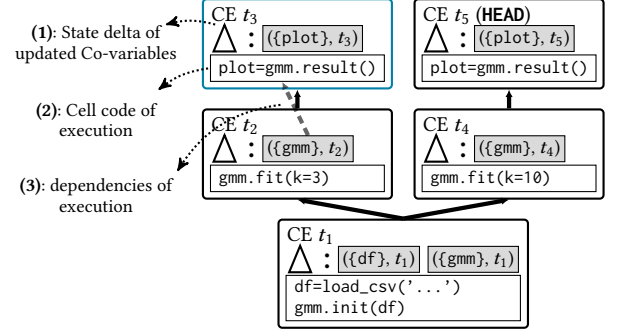 (1): State delta of
updated Co-variables
(2): Cell code of
execution
(3): dependencies of
execution
CE t3
Δ : ({plot}, t3)
plot=gmm.result()
CE t5 (HEAD)
Δ : ({plot}, t5)
plot=gmm.result()
CE t2
Δ : ({gmm}, t2)
gmm.fit(k=3)
CE t4
Δ : ({gmm}, t4)
gmm.fit(k=10)
CE t1
Δ : ({df}, t1) ({gmm}, t1)
df=load_csv('...')
gmm.init(df)